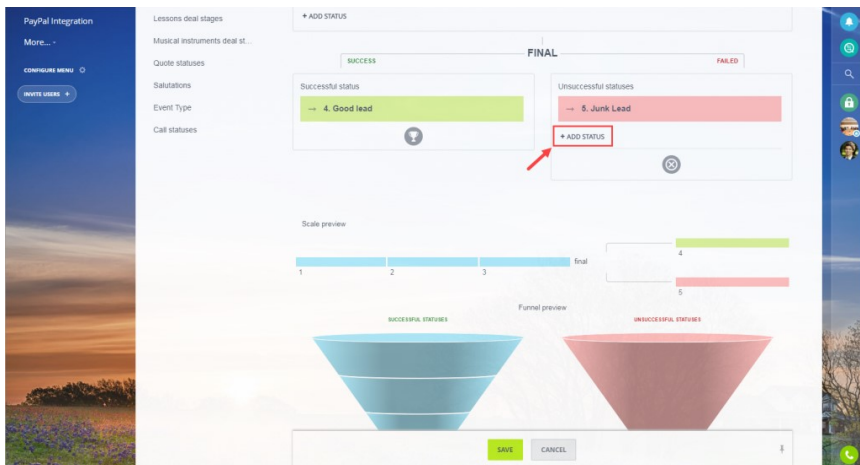 PayPal Integration
More...
CONFIGURE MENU
INVITE USERS +
Lessons deal stages
Musical instruments deal st...
Quote statuses
Salutations
Event Type
Call statuses
+ ADD STATUS
FINAL
SUCCESS
FAILED
Successful status
Unsuccessful statuses
→ 4. Good lead
→ 5. Junk Lead
+ ADD STATUS
Scale preview
final
4
1 2 3
5
Funnel preview
SUCCESSFUL STATUSES
UNSUCCESSFUL STATUSES
SAVE CANCEL